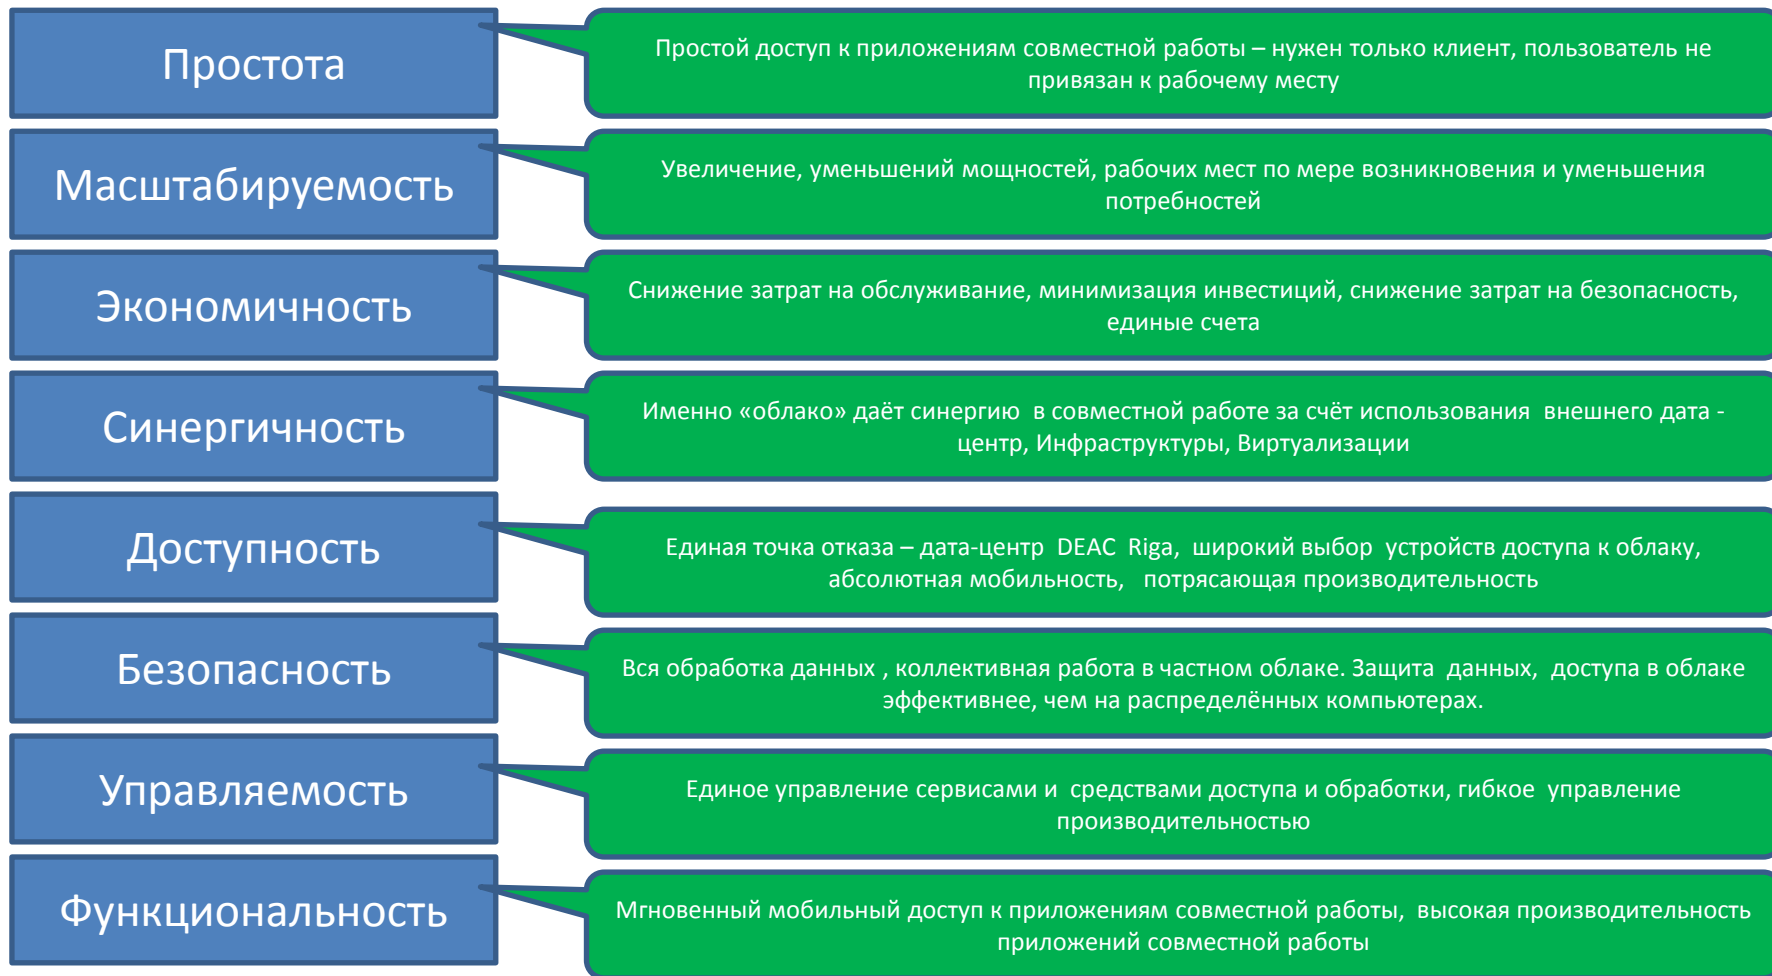 Простота
Простой доступ к приложениям совместной работы – нужен только клиент, пользователь не
привязан к рабочему месту
Масштабируемость
Увеличение, уменьшений мощностей, рабочих мест по мере возникновения и уменьшения
потребностей
Экономичность
Снижение затрат на обслуживание, минимизация инвестиций, снижение затрат на безопасность,
единые счета
Синергичность
Именно «облако» даёт синергию в совместной работе за счёт использования внешнего дата -
центр, Инфраструктуры, Виртуализации
Доступность
Единая точка отказа – дата-центр DEAC Riga, широкий выбор устройств доступа к облаку,
абсолютная мобильность, потрясающая производительность
Безопасность
Вся обработка данных , коллективная работа в частном облаке. Защита данных, доступа в облаке
эффективнее, чем на распределённых компьютерах.
Управляемость
Единое управление сервисами и средствами доступа и обработки, гибкое управление
производительностью
Функциональность
Мгновенный мобильный доступ к приложениям совместной работы, высокая производительность
приложений совместной работы